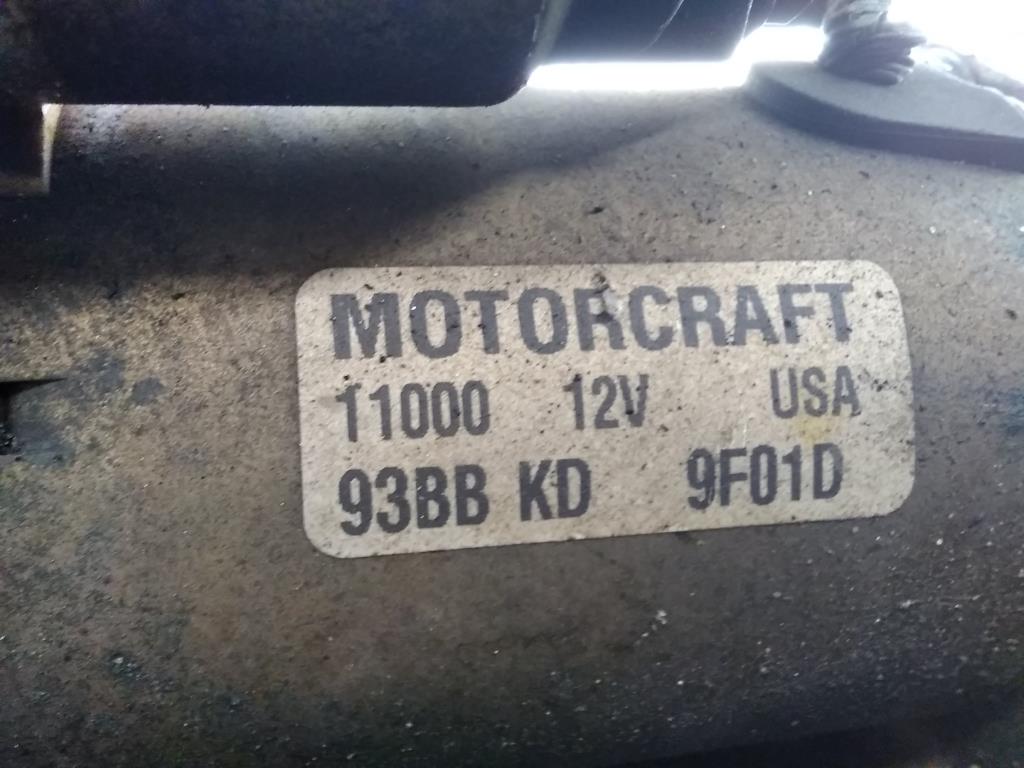 MOTORCRAFT
11000 12V USA
93BB KD 9F01D